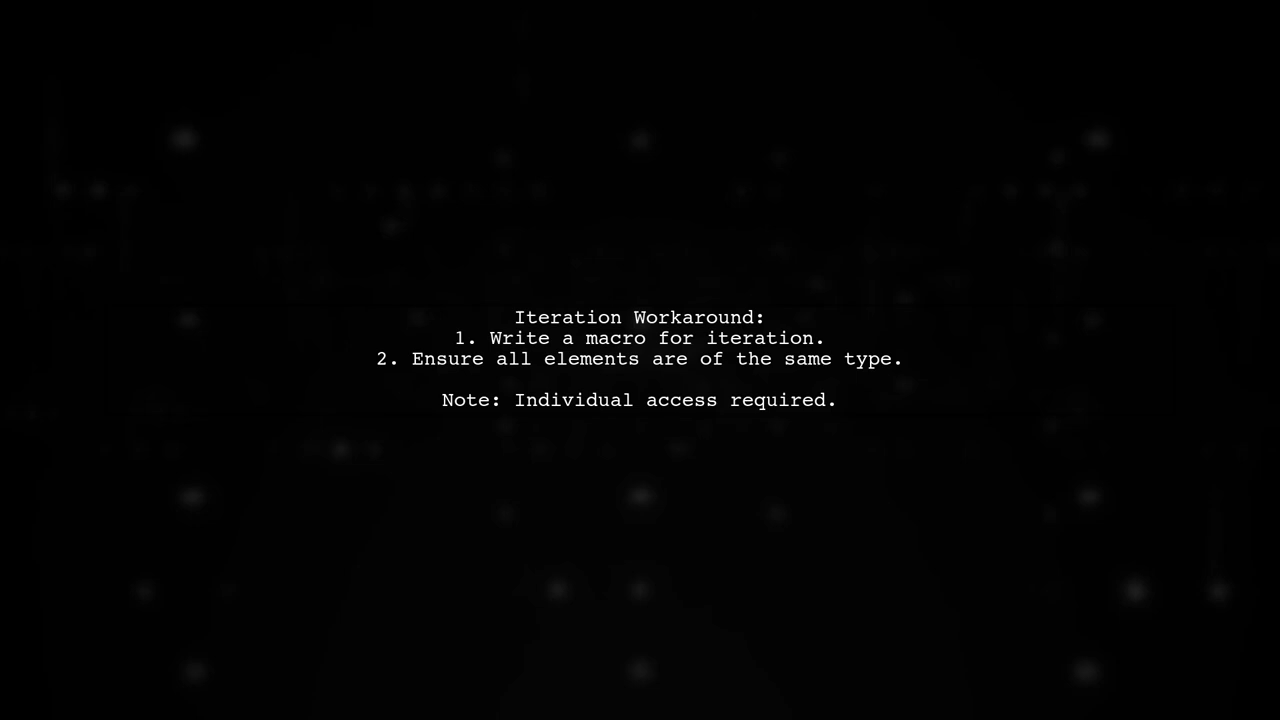 Iteration Workaround:
1. Write a macro for iteration.
2. Ensure all elements are of the same type.
Note: Individual access required.